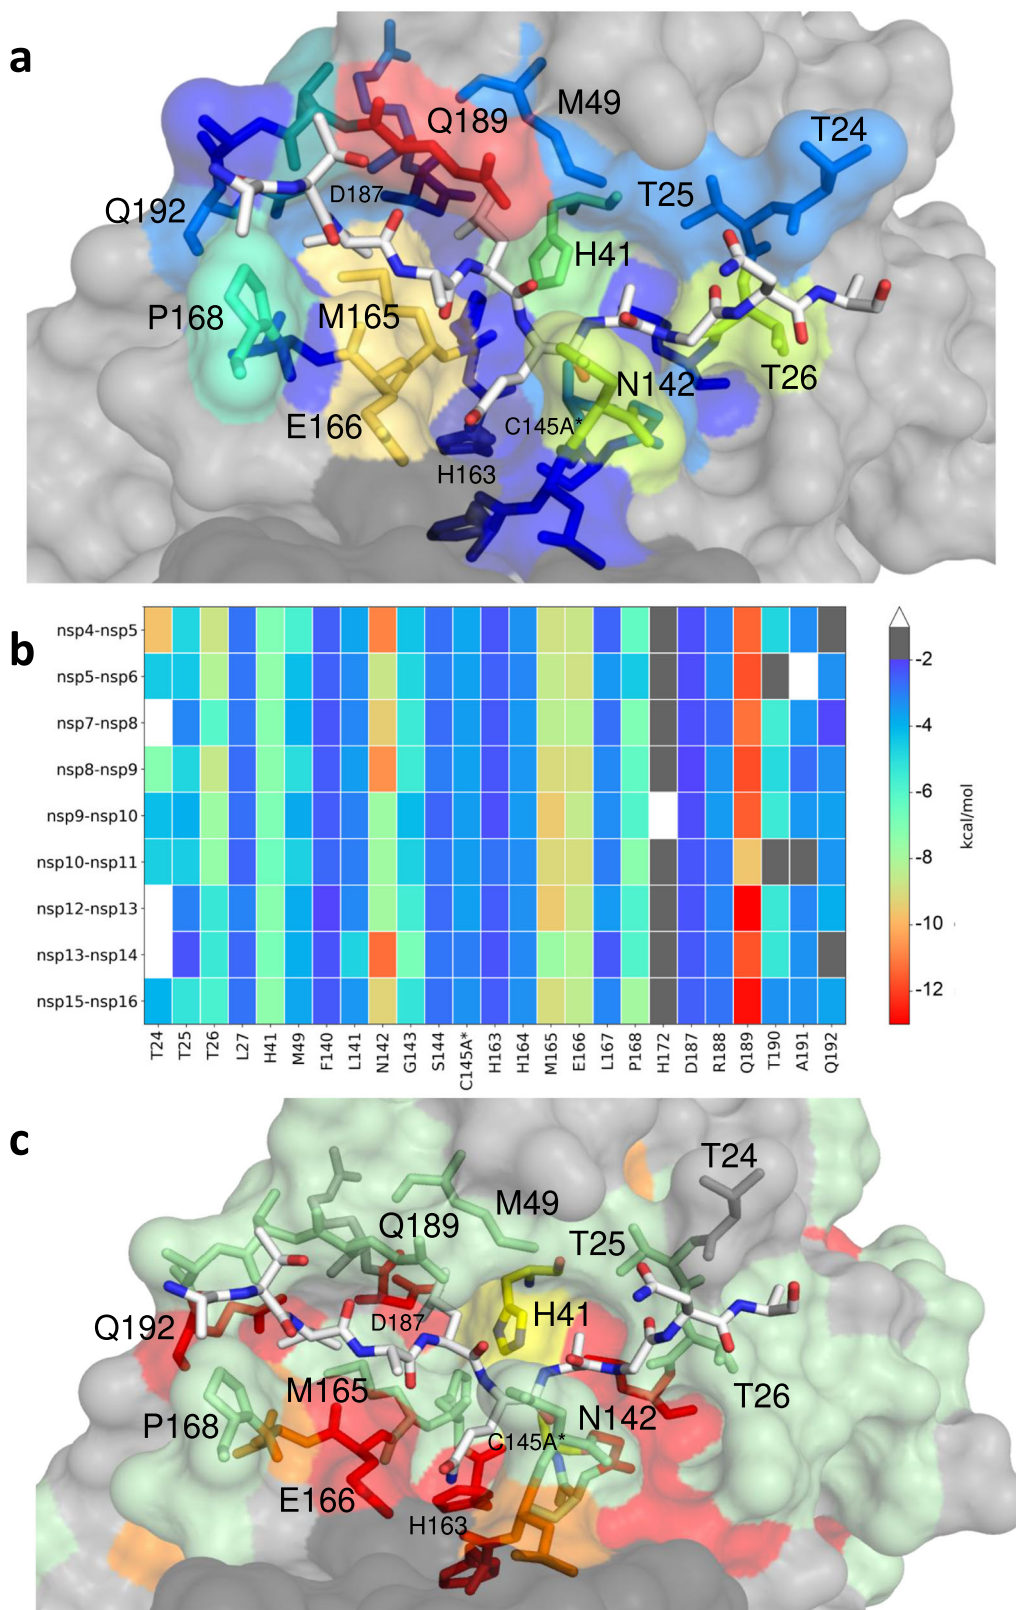 a
M49
Q189
T24
D187
T25
Q192
H41
P168
M165
N142
T26
E166
C145A*
H163
b
nsp4-nsp5
nsp5-nsp6
nsp7-nsp8
nsp8-nsp9
nsp9-nsp10
nsp10-nsp11
nsp12-nsp13
nsp13-nsp14
nsp15-nsp16
T24 T25 T26 L27 H41 M49 F140 L141 N142 G143 S144 C145A* H163 H164 M165 E166 L167 P168 H172 D187 R188 Q189 T190 A191 Q192
-2
-4
-6
-8
-10
-12
kcal/mol
c
T24
M49
Q189
T25
H41
D187
Q192
M165
T26
P168
N142
C145A*
E166
H163